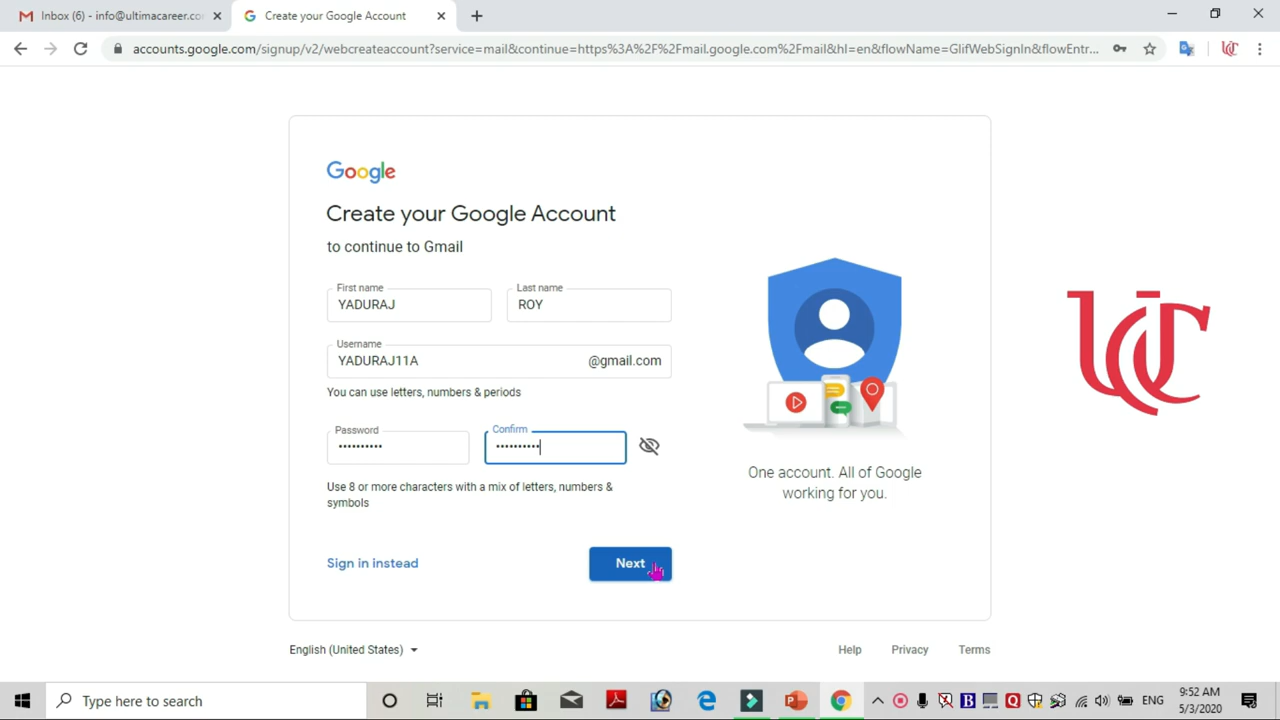 Inbox (6) - info@ultimacareer.co
Create your Google Account
accounts.google.com/signup/v2/webcreateaccount?service=mail&continue=https%3A%2F%2Fmail.google.com%2Fmail&hl=en&flowName=GlifWebSignIn&flowEntr...
Google
Create your Google Account
to continue to Gmail
First name
Last name
YADURAJ
ROY
Username
YADURAJ11A
@gmail.com
You can use letters, numbers & periods
Password
Confirm
Use 8 or more characters with a mix of letters, numbers &
symbols
One account. All of Google
working for you.
Sign in instead
Next
UCC
English (United States)
Help
Privacy
Terms
Type here to search
ENG
9:52 AM
5/3/2020